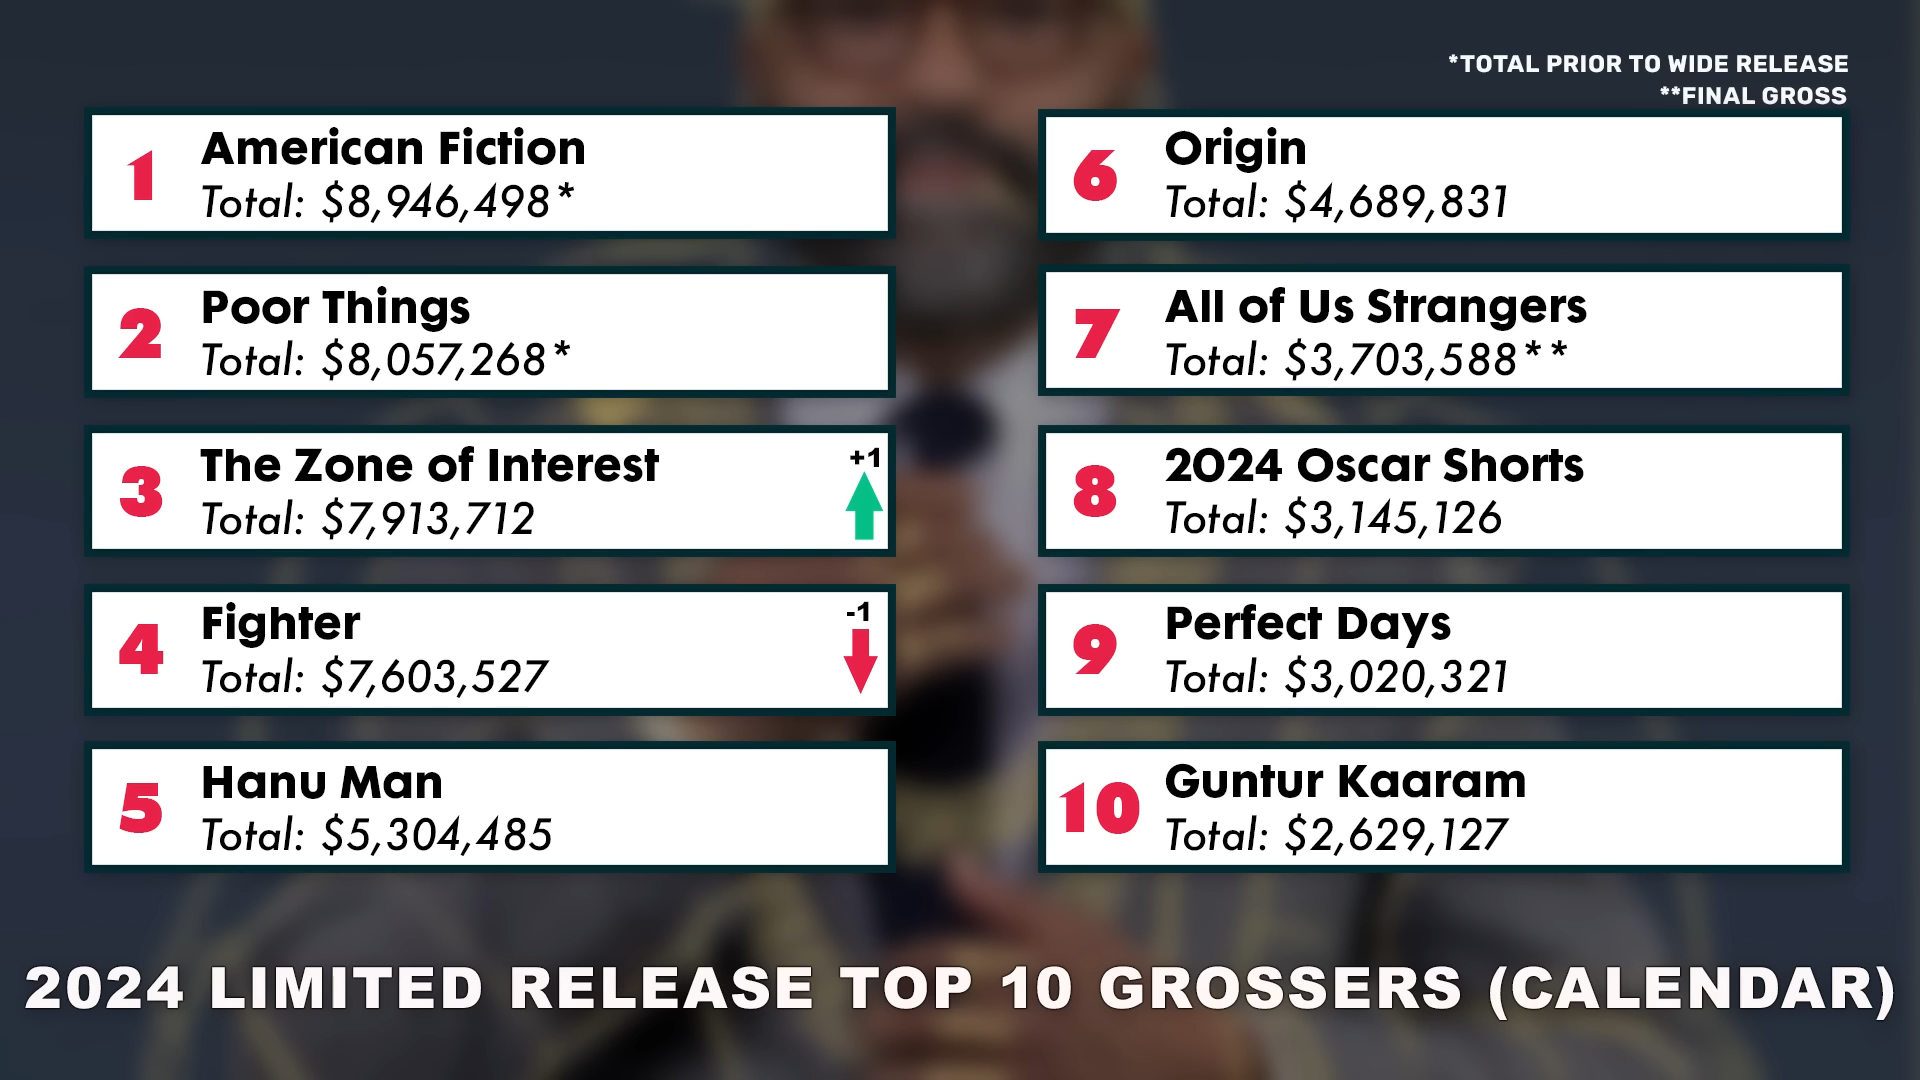 *TOTAL PRIOR TO WIDE RELEASE
**FINAL GROSS
1
American Fiction
Total: $8,946,498*
2
Poor Things
Total: $8,057,268*
3
The Zone of Interest
Total: $7,913,712
+1
4
Fighter
Total: $7,603,527
-1
5
Hanu Man
Total: $5,304,485
6
Origin
Total: $4,689,831
7
All of Us Strangers
Total: $3,703,588**
8
2024 Oscar Shorts
Total: $3,145,126
9
Perfect Days
Total: $3,020,321
10
Guntur Kaaram
Total: $2,629,127
2024 LIMITED RELEASE TOP 10 GROSSERS (CALENDAR)